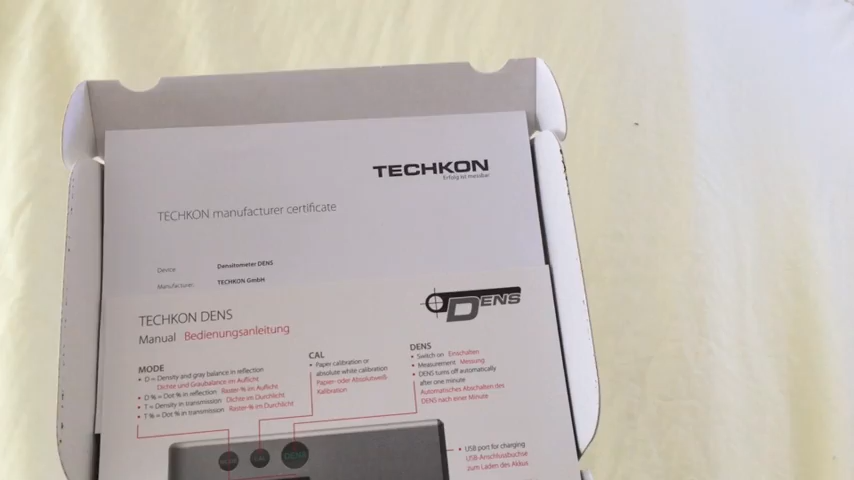 TECHKON
Erfolg ist messbar
TECHKON manufacturer certificate
Device: Densitometer DENS
Manufacturer: TECHKON GmbH
DENS
TECHKON DENS
Manual Bedienungsanleitung
MODE
• D = Density and gray balance in reflection
Dichte und Graubalance im Auflicht
• D % = Dot % in reflection Raster-% im Auflicht
• T = Density in transmission Dichte im Durchlicht
• T % = Dot % in transmission Raster-% im Durchlicht
CAL
• Paper calibration or
absolute white calibration
Papier- oder Absolutweiß-
Kalibration
DENS
• Switch on Einschalten
• Measurement Messung
• DENS turns off automatically
after one minute
Automatisches Abschalten des
DENS nach einer Minute
MODE
CAL
DENS
• USB port for charging
USB-Anschlussbuchse
zum Laden des Akkus